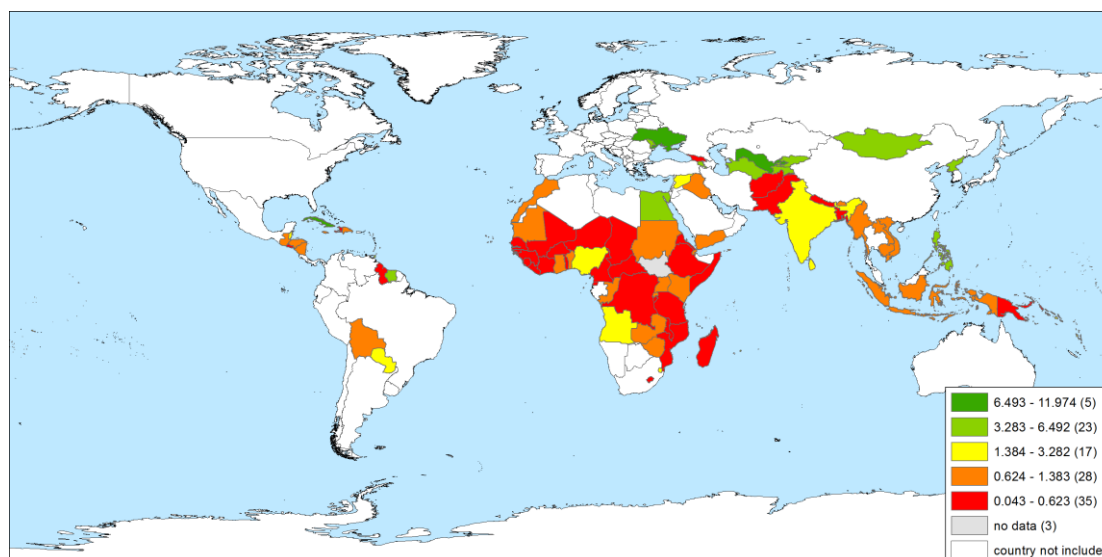 6.493 - 11.974 (5)
3.283 - 6.492 (23)
1.384 - 3.282 (17)
0.624 - 1.383 (28)
0.043 - 0.623 (35)
no data (3)
country not include